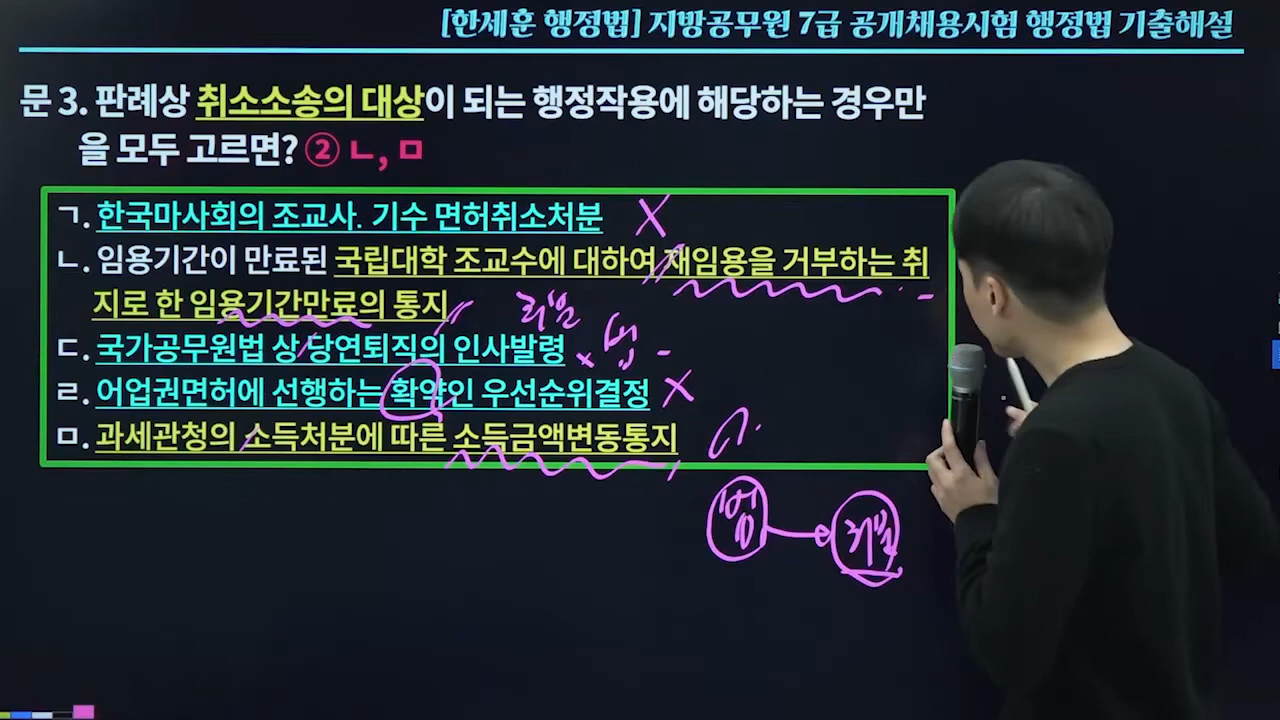 [한세훈 행정법] 지방공무원 7급 공개채용시험 행정법 기출해설
문 3. 판례상 취소소송의 대상이 되는 행정작용에 해당하는 경우만
을 모두 고르면? ② ㄴ, ㅁ
ㄱ. 한국마사회의 조교사. 기수 면허취소처분 X
ㄴ. 임용기간이 만료된 국립대학 조교수에 대하여 재임용을 거부하는 취
지로 한 임용기간만료의 통지
ㄷ. 국가공무원법 상 당연퇴직의 인사발령 x 법
ㄹ. 어업권면허에 선행하는 확약인 우선순위결정 X
ㅁ. 과세관청의 소득처분에 따른 소득금액변동통지